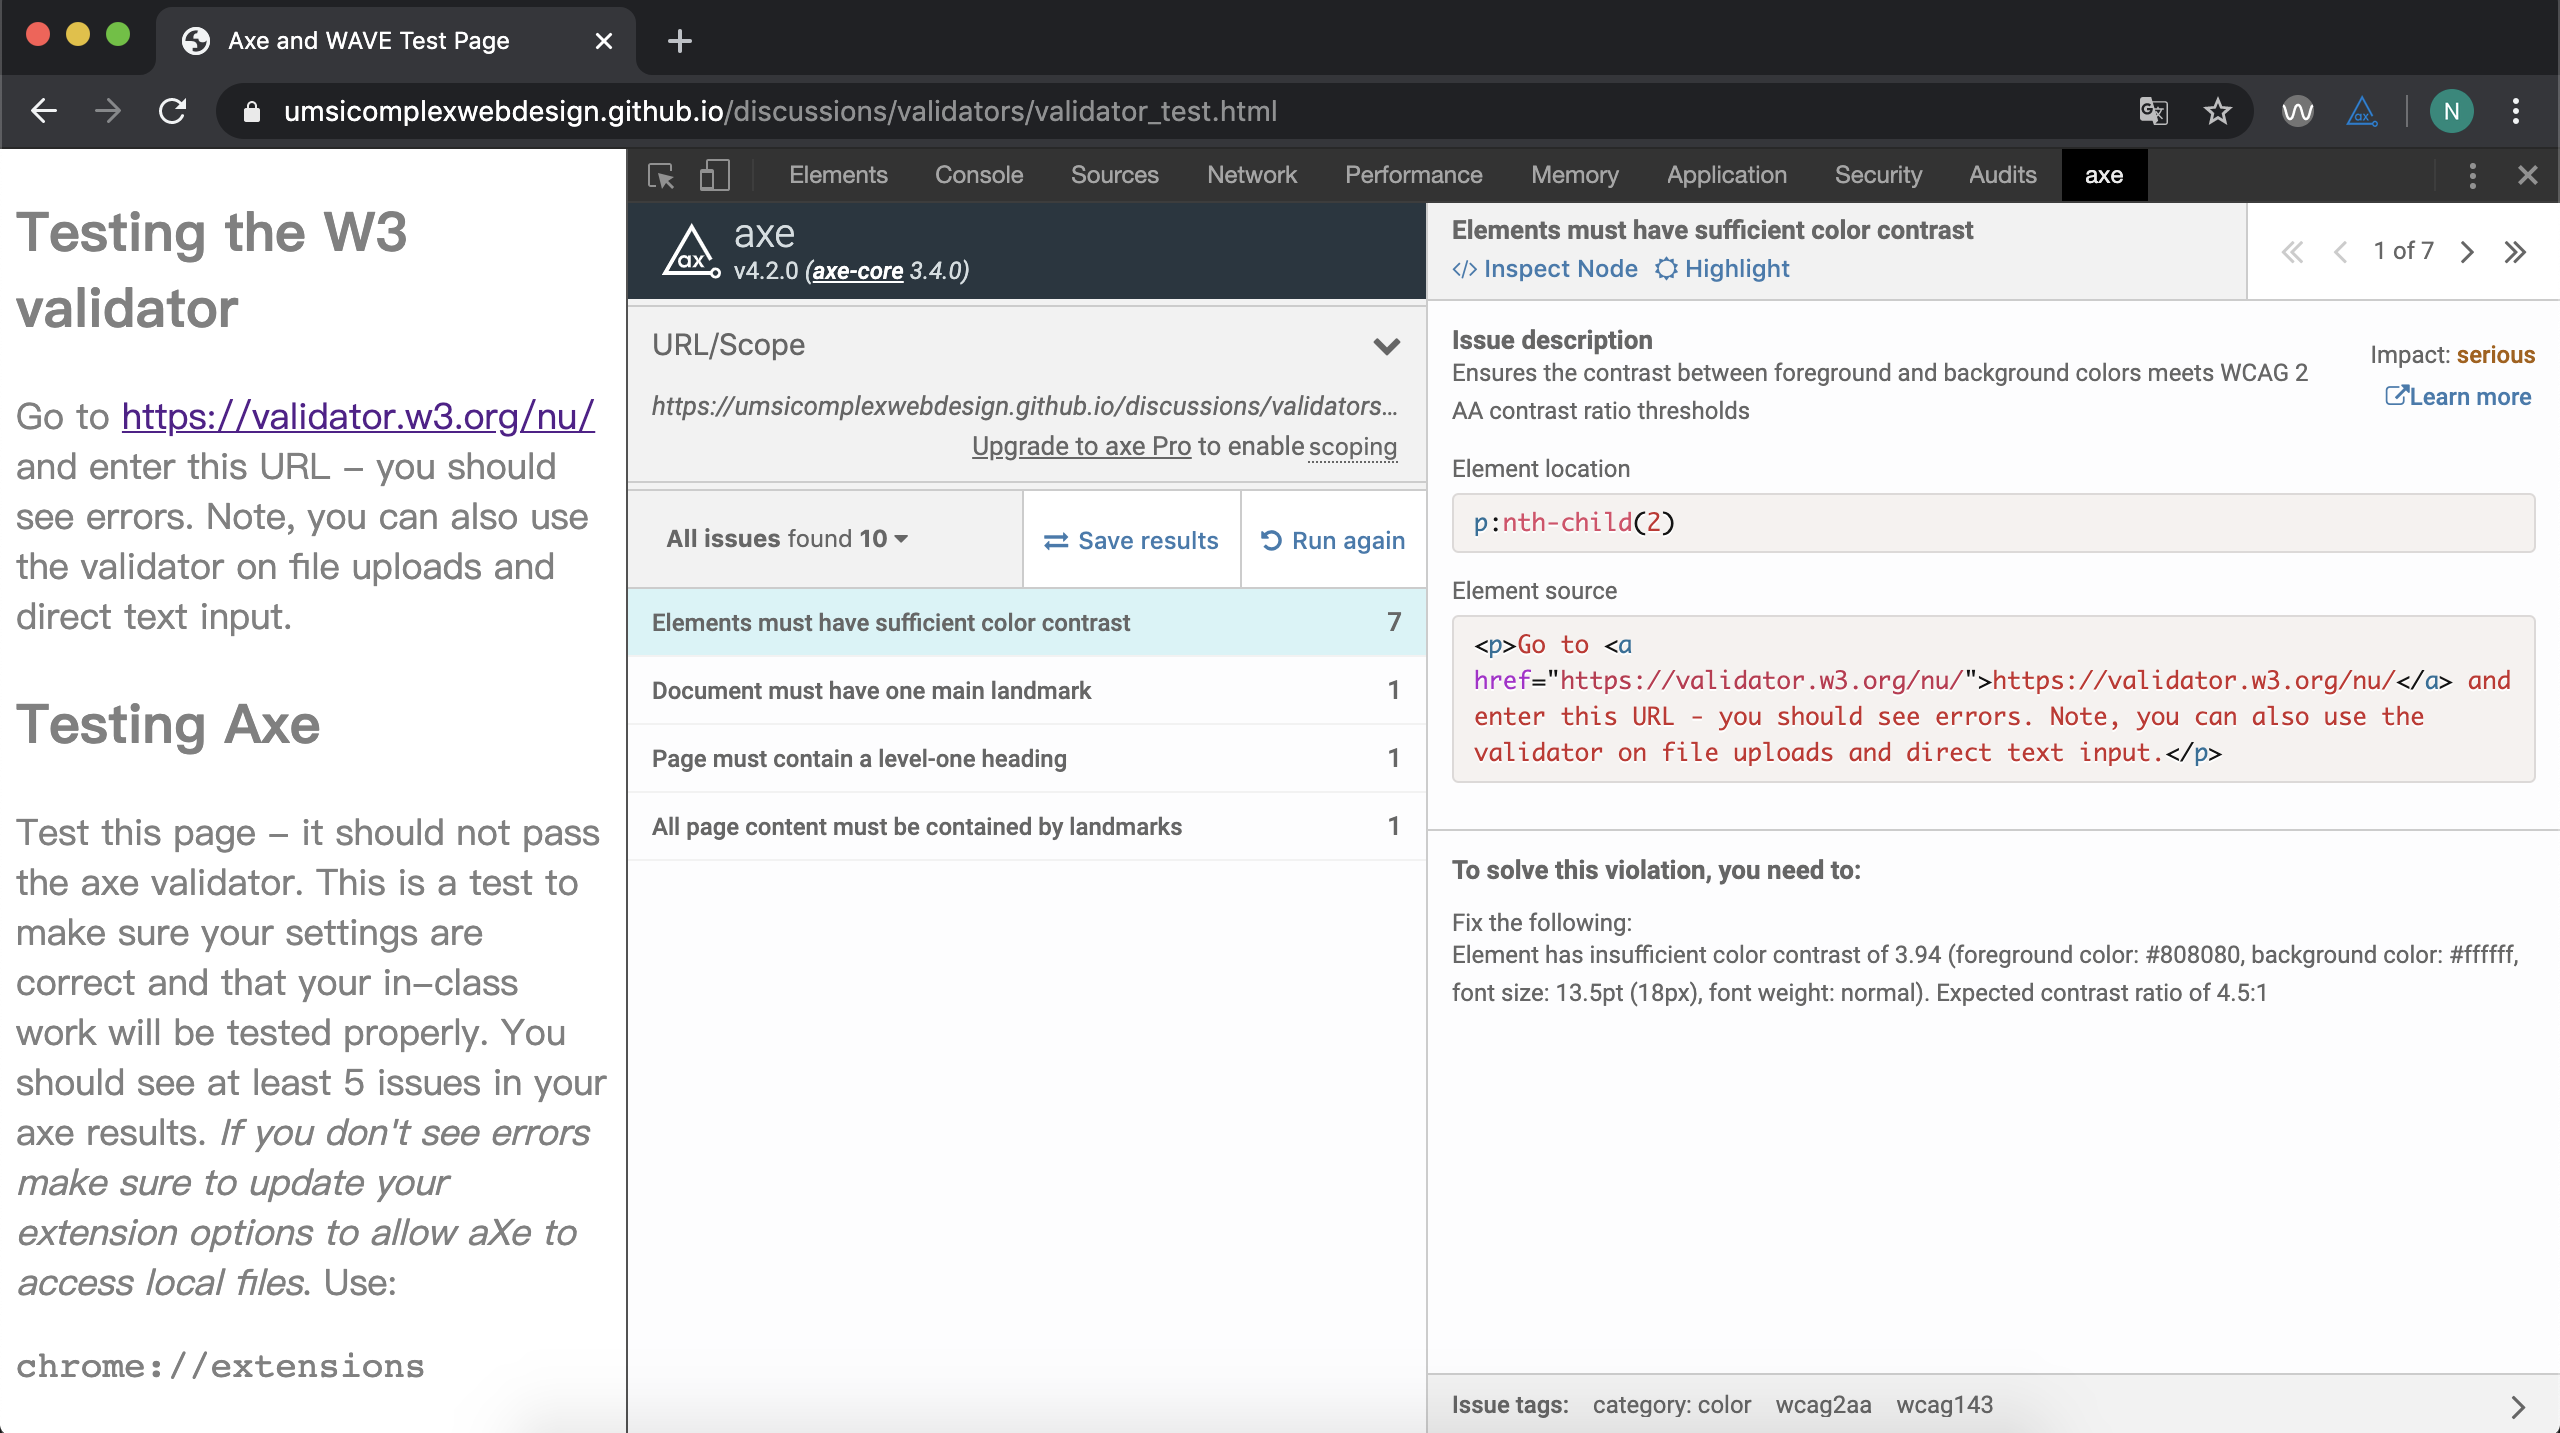 Axe and WAVE Test Page
umsicomplexwebdesign.github.io/discussions/validators/validator_test.html
N
Testing the W3
validator
Go to https://validator.w3.org/nu/
and enter this URL – you should
see errors. Note, you can also use
the validator on file uploads and
direct text input.
Testing Axe
Test this page – it should not pass
the axe validator. This is a test to
make sure your settings are
correct and that your in–class
work will be tested properly. You
should see at least 5 issues in your
axe results. If you don't see errors
make sure to update your
extension options to allow aXe to
access local files. Use:
chrome://extensions
Elements Console Sources Network Performance Memory Application Security Audits axe
ax
axe
v4.2.0 (axe-core 3.4.0)
URL/Scope
https://umsicomplexwebdesign.github.io/discussions/validators...
Upgrade to axe Pro to enable scoping
All issues found 10
Save results
Run again
Elements must have sufficient color contrast 7
Document must have one main landmark 1
Page must contain a level-one heading 1
All page content must be contained by landmarks 1
Elements must have sufficient color contrast
</> Inspect Node Highlight
1 of 7
Issue description
Ensures the contrast between foreground and background colors meets WCAG 2
AA contrast ratio thresholds
Impact: serious
Learn more
Element location
p:nth-child(2)
Element source
<p>Go to <a
href="https://validator.w3.org/nu/">https://validator.w3.org/nu/</a> and
enter this URL - you should see errors. Note, you can also use the
validator on file uploads and direct text input.</p>
To solve this violation, you need to:
Fix the following:
Element has insufficient color contrast of 3.94 (foreground color: #808080, background color: #ffffff,
font size: 13.5pt (18px), font weight: normal). Expected contrast ratio of 4.5:1
Issue tags: category: color wcag2aa wcag143